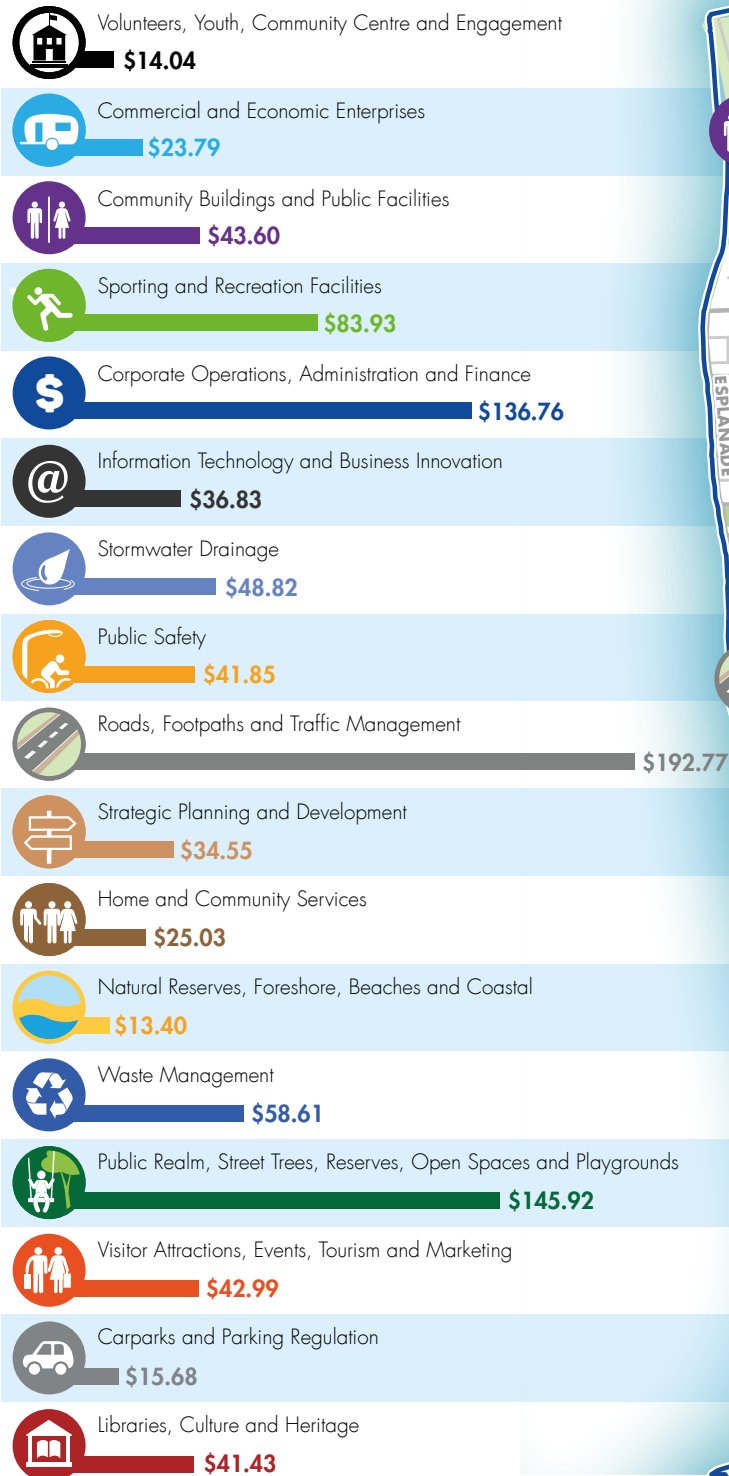 Volunteers, Youth, Community Centre and Engagement
$14.04
Commercial and Economic Enterprises
$23.79
Community Buildings and Public Facilities
$43.60
Sporting and Recreation Facilities
$83.93
$
Corporate Operations, Administration and Finance
$136.76
@
Information Technology and Business Innovation
$36.83
Stormwater Drainage
$48.82
Public Safety
$41.85
Roads, Footpaths and Traffic Management
$192.77
Strategic Planning and Development
$34.55
Home and Community Services
$25.03
Natural Reserves, Foreshore, Beaches and Coastal
$13.40
Waste Management
$58.61
Public Realm, Street Trees, Reserves, Open Spaces and Playgrounds
$145.92
Visitor Attractions, Events, Tourism and Marketing
$42.99
Carparks and Parking Regulation
$15.68
Libraries, Culture and Heritage
$41.43
ESPLANADE